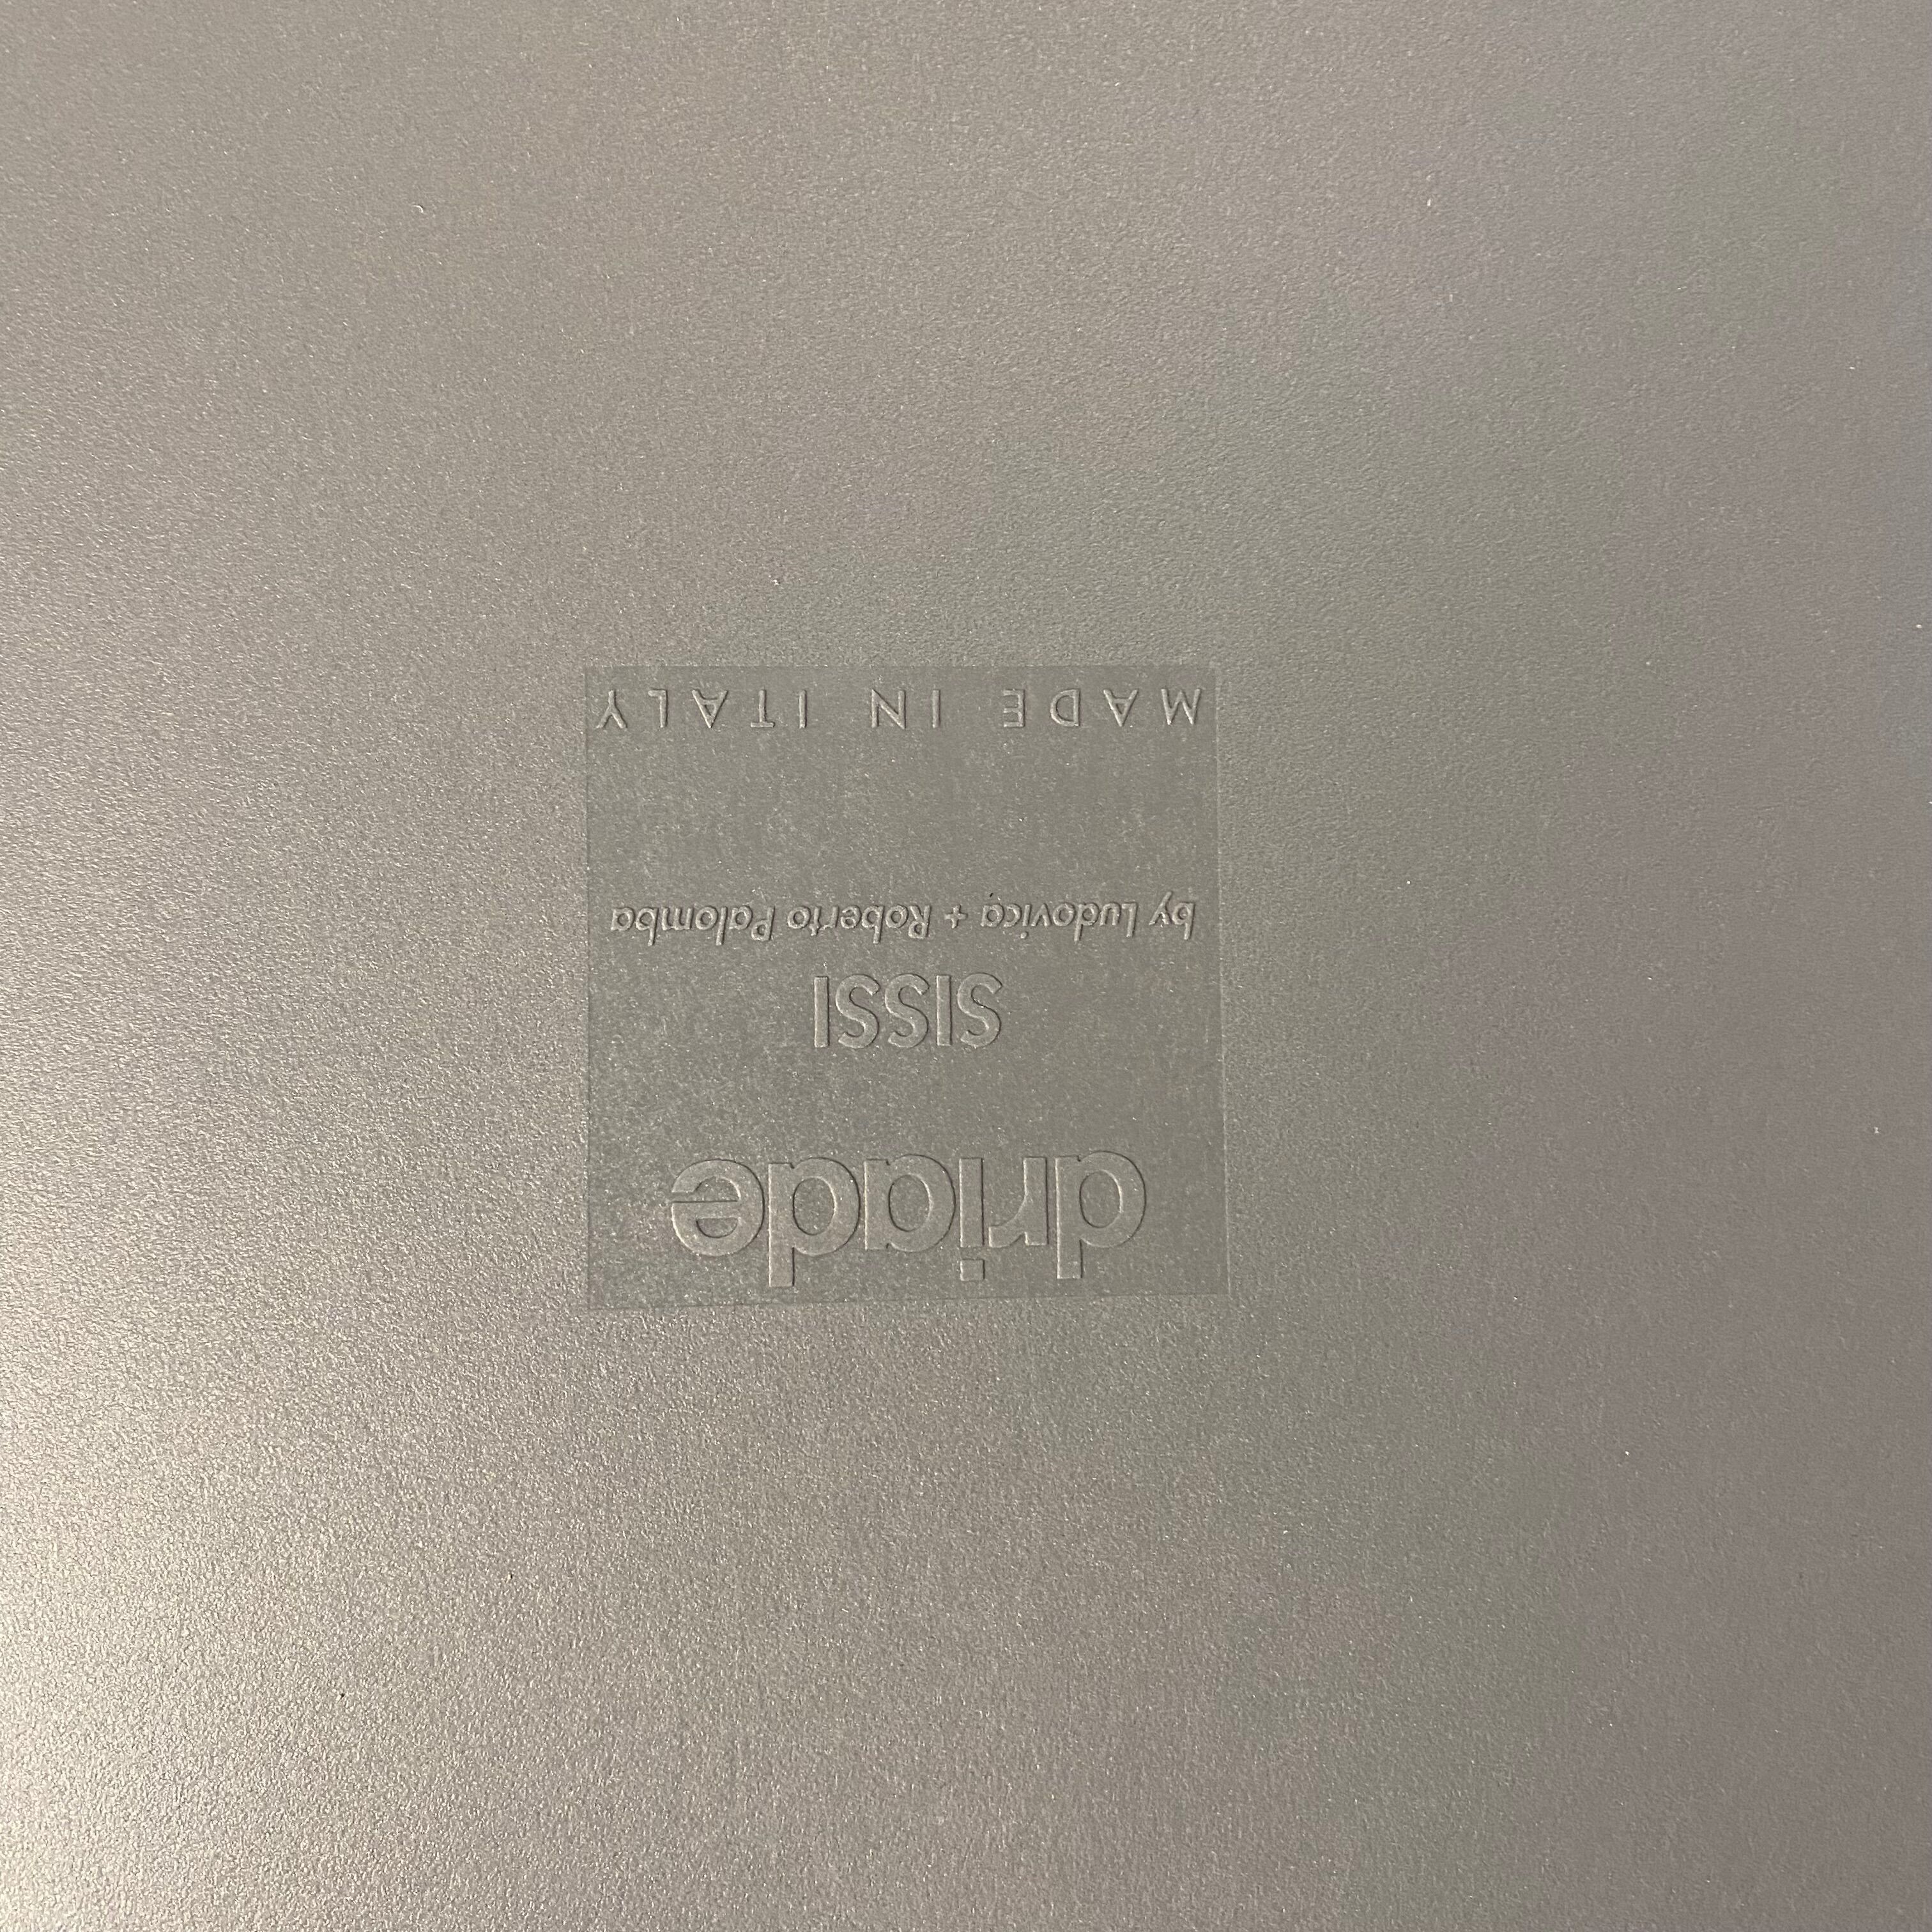 driade
SISSI
by Ludovica + Roberto Palomba
MADE IN ITALY